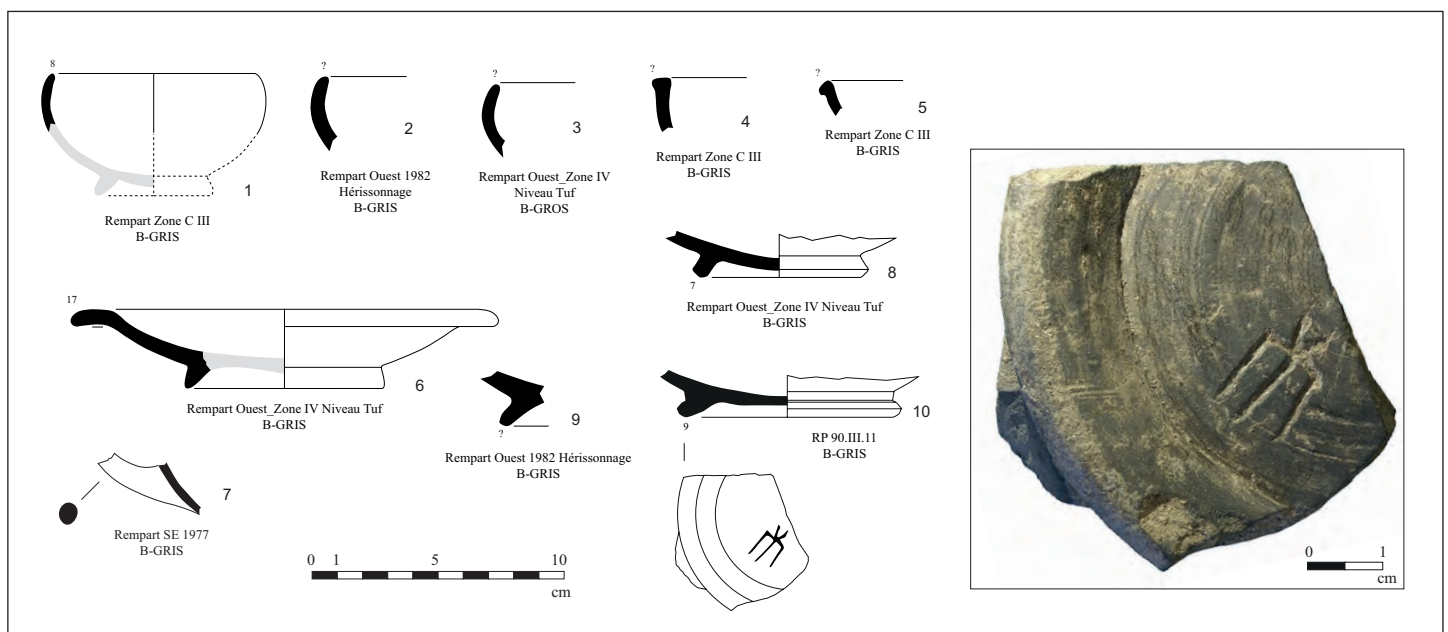 8
1
Rempart Zone C III
B-GRIS
?
2
Rempart Ouest 1982
Hérissonnage
B-GRIS
?
3
Rempart Ouest_Zone IV
Niveau Tuf
B-GROS
?
4
Rempart Zone C III
B-GRIS
?
5
Rempart Zone C III
B-GRIS
17
6
Rempart Ouest_Zone IV Niveau Tuf
B-GRIS
7
Rempart SE 1977
B-GRIS
7
8
Rempart Ouest_Zone IV Niveau Tuf
B-GRIS
?
9
Rempart Ouest 1982 Hérissonnage
B-GRIS
9
10
RP 90.III.11
B-GRIS
0 1 5 10
cm
0 1
cm